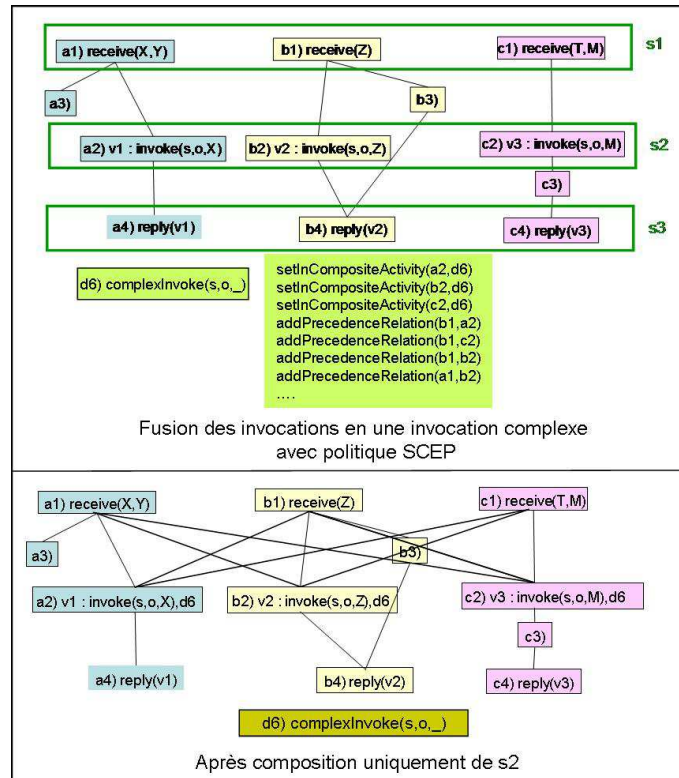 a1) receive(X,Y)
b1) receive(Z)
c1) receive(T,M)
s1
a3)
b3)
a2) v1 : invoke(s,o,X)
b2) v2 : invoke(s,o,Z)
c2) v3 : invoke(s,o,M)
s2
c3)
a4) reply(v1)
b4) reply(v2)
c4) reply(v3)
s3
d6) complexInvoke(s,o,_)
setInCompositeActivity(a2,d6)
setInCompositeActivity(b2,d6)
setInCompositeActivity(c2,d6)
addPrecedenceRelation(b1,a2)
addPrecedenceRelation(b1,c2)
addPrecedenceRelation(b1,b2)
addPrecedenceRelation(a1,b2)
....
Fusion des invocations en une invocation complexe
avec politique SCEP
a1) receive(X,Y)
b1) receive(Z)
c1) receive(T,M)
a3)
b3)
a2) v1 : invoke(s,o,X),d6
b2) v2 : invoke(s,o,Z),d6
c2) v3 : invoke(s,o,M),d6
c3)
a4) reply(v1)
b4) reply(v2)
c4) reply(v3)
d6) complexInvoke(s,o,_)
Après composition uniquement de s2